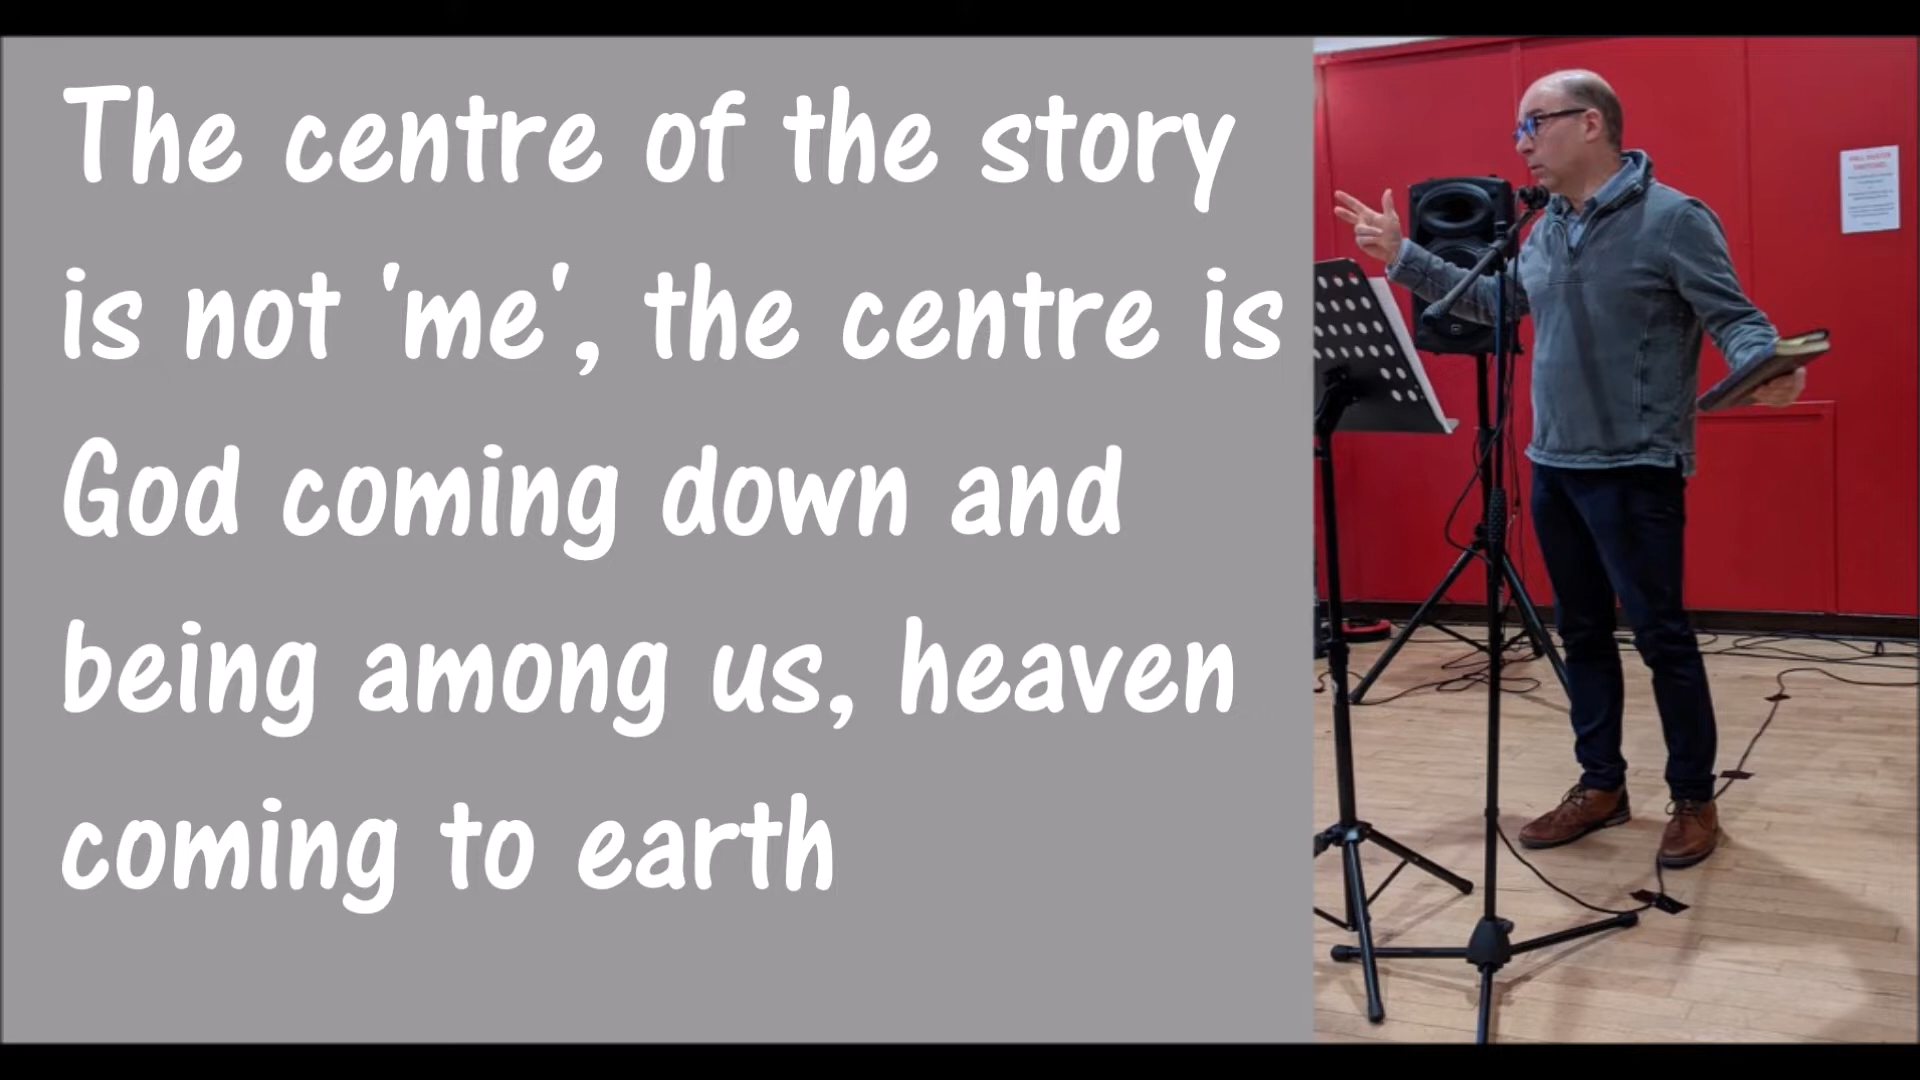 The centre of the story
is not 'me', the centre is
God coming down and
being among us, heaven
coming to earth